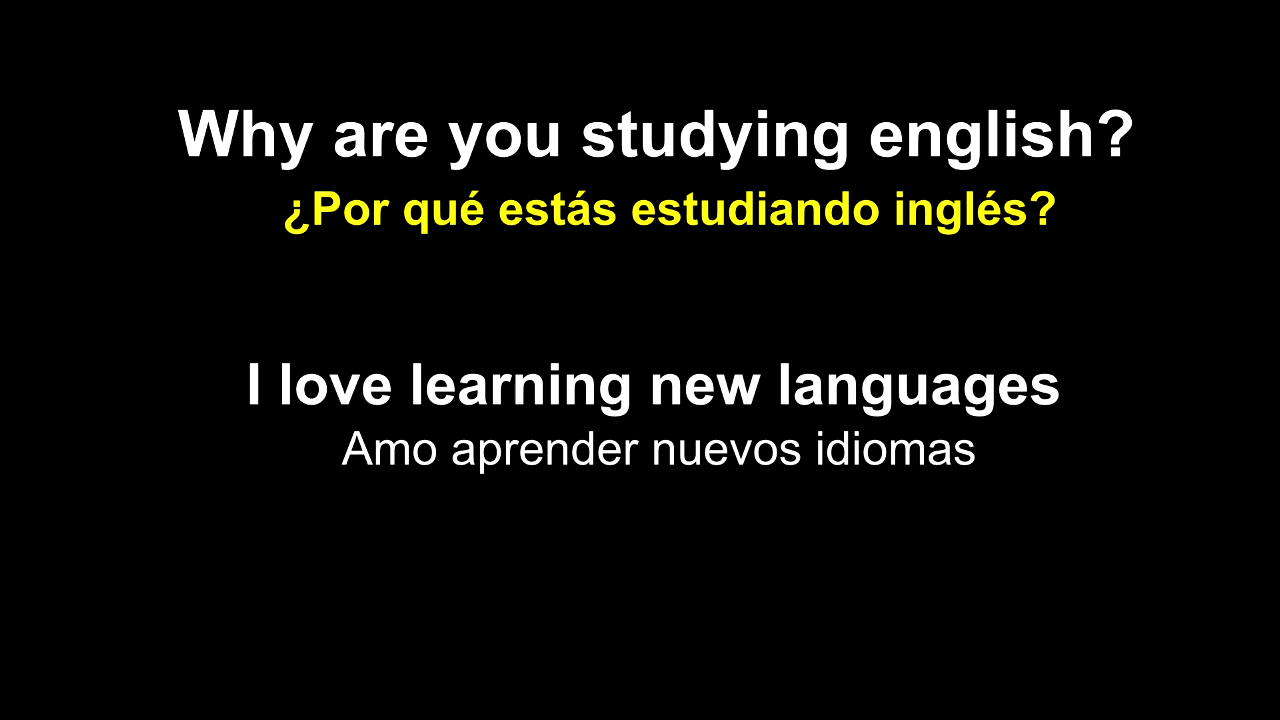 Why are you studying english?
¿Por qué estás estudiando inglés?
I love learning new languages
Amo aprender nuevos idiomas